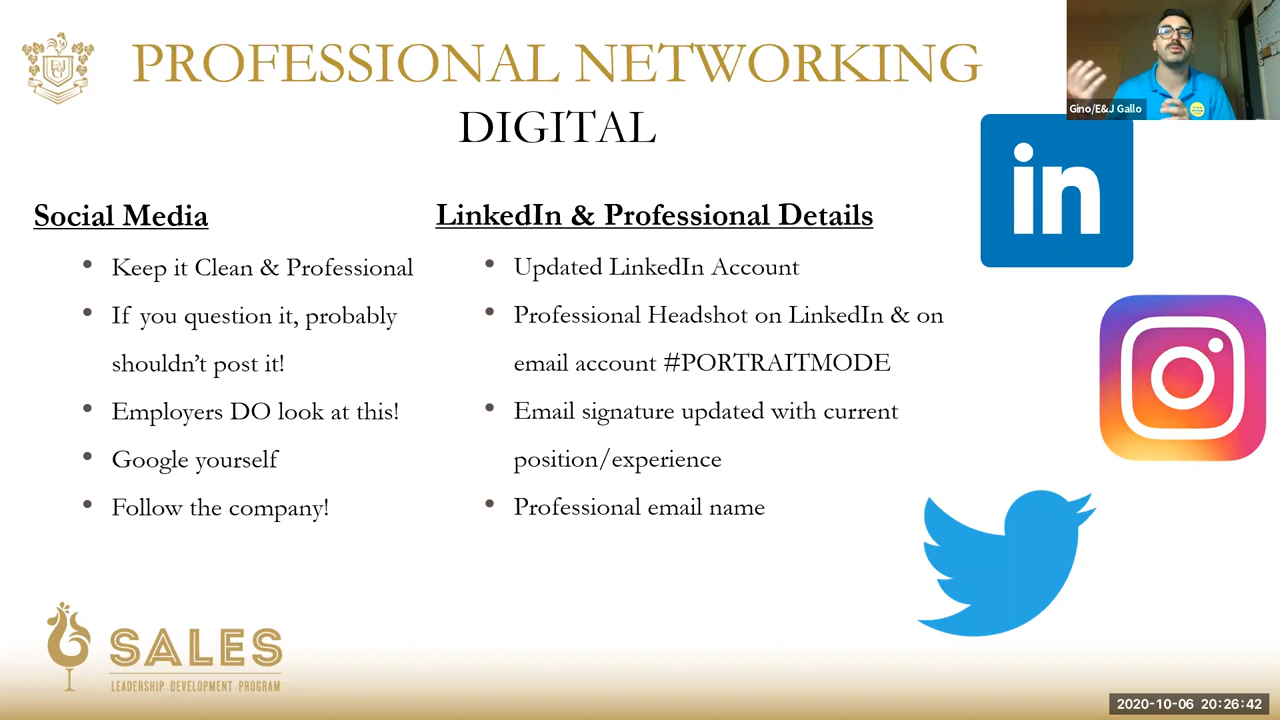 PROFESSIONAL NETWORKING
DIGITAL
Gino/E&J Gallo
in
Social Media
• Keep it Clean & Professional
• If you question it, probably
shouldn't post it!
• Employers DO look at this!
• Google yourself
• Follow the company!
LinkedIn & Professional Details
• Updated LinkedIn Account
• Professional Headshot on LinkedIn & on
email account #PORTRAITMODE
• Email signature updated with current
position/experience
• Professional email name
SALES
LEADERSHIP DEVELOPMENT PROGRAM
2020-10-06 20:26:42